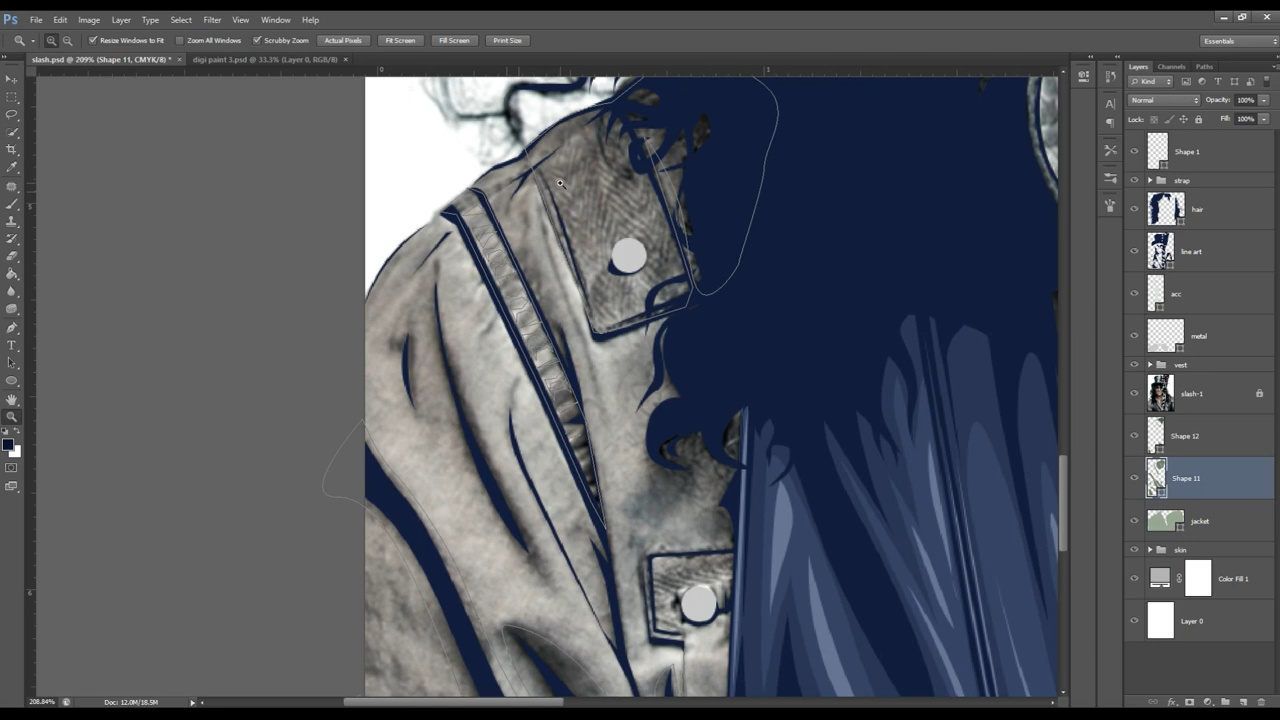 Ps File Edit Image Layer Type Select Filter View Window Help
Resize Windows to Fit Zoom All Windows Scrubby Zoom Actual Pixels Fit Screen Fill Screen Print Size Essentials
slash.psd @ 209% (Shape 11, CMYK/8) * × digi paint 3.psd @ 33.3% (Layer 0, RGB/8) ×
Layers Channels Paths
Kind
Normal Opacity: 100%
Lock: Fill: 100%
Shape 1
strap
hair
line art
acc
metal
vest
slash-1
Shape 12
Shape 11
jacket
skin
Color Fill 1
Layer 0
0 1
5
6
208.84% Doc: 12.0M/18.5M